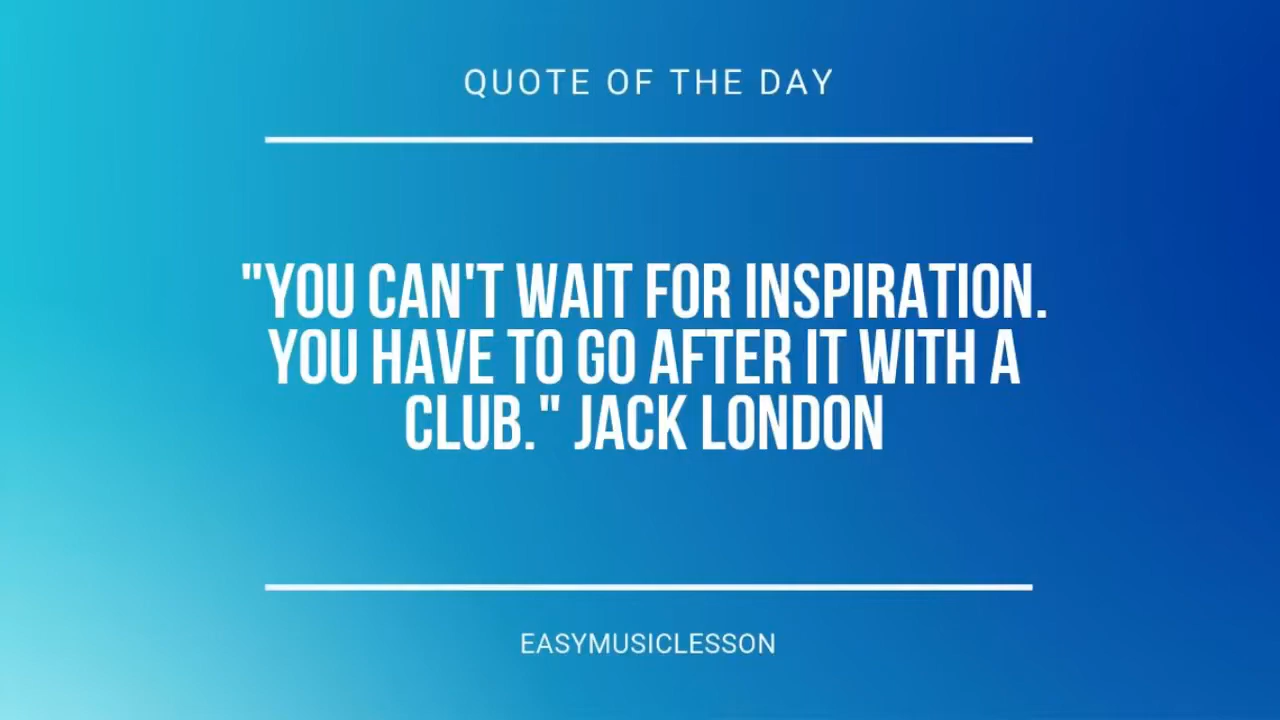 QUOTE OF THE DAY
"YOU CAN'T WAIT FOR INSPIRATION.
YOU HAVE TO GO AFTER IT WITH A
CLUB." JACK LONDON
EASYMUSICLESSON